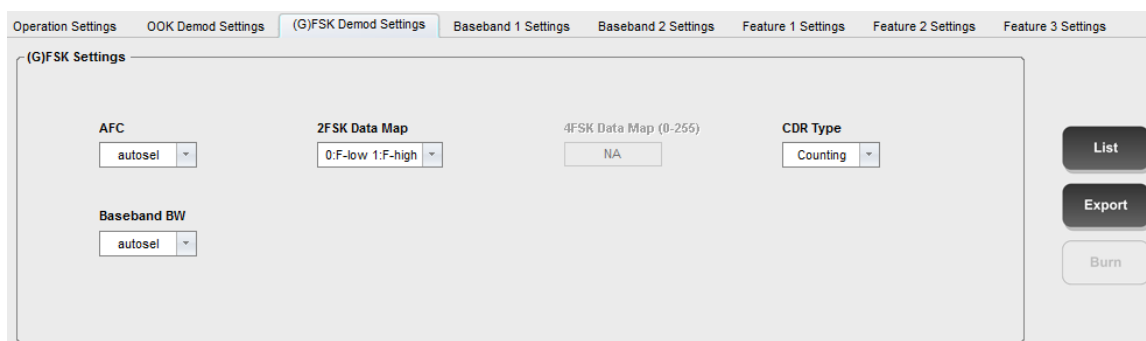 Operation Settings OOK Demod Settings (G)FSK Demod Settings Baseband 1 Settings Baseband 2 Settings Feature 1 Settings Feature 2 Settings Feature 3 Settings
(G)FSK Settings
AFC 2FSK Data Map 4FSK Data Map (0-255) CDR Type
autosel 0:F-low 1:F-high NA Counting
List
Export
Baseband BW
autosel
Burn